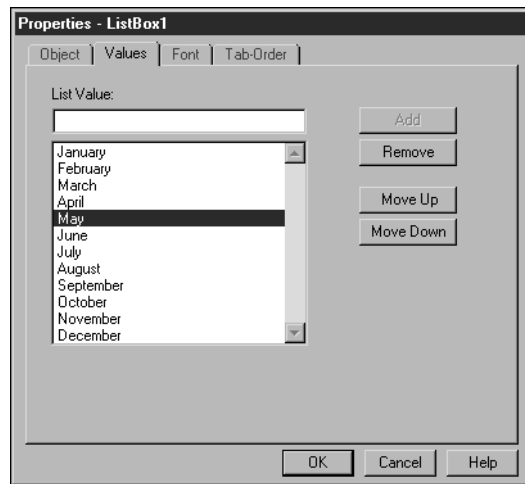 Properties - ListBox1
Object Values Font Tab-Order
List Value:
Add
January
Remove
February
March
April
Move Up
May
Move Down
June
July
August
September
October
November
December
OK Cancel Help